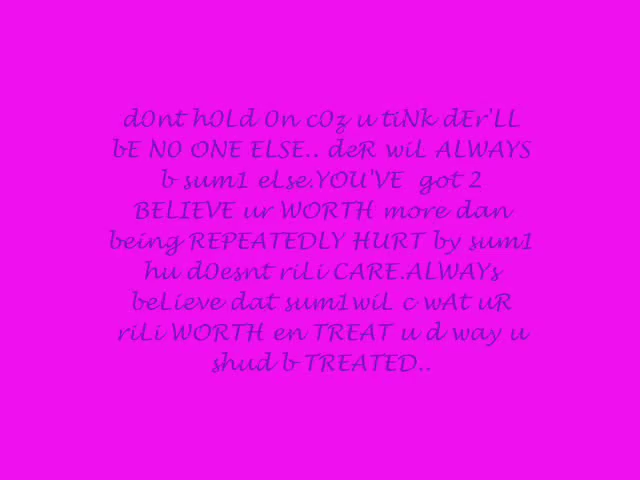 d0nt h0Ld 0n c0z u tiNk dEr'LL
bE N0 ONE ELSE.. deR wiL ALWAYS
b sum1 eLse.YOU'VE  got 2
BELIEVE ur WORTH more dan
being REPEATEDLY HURT by sum1
hu d0esnt riLi CARE.ALWAYs
beLieve dat sum1wiL c wAt uR
riLi WORTH en TREAT u d way u
shud b TREATED..